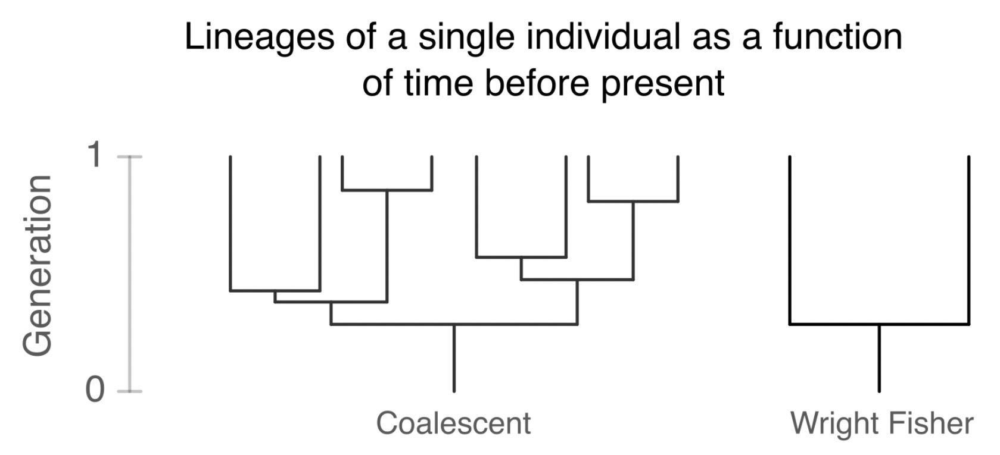 Lineages of a single individual as a function
of time before present
1
Generation
0
Coalescent
Wright Fisher